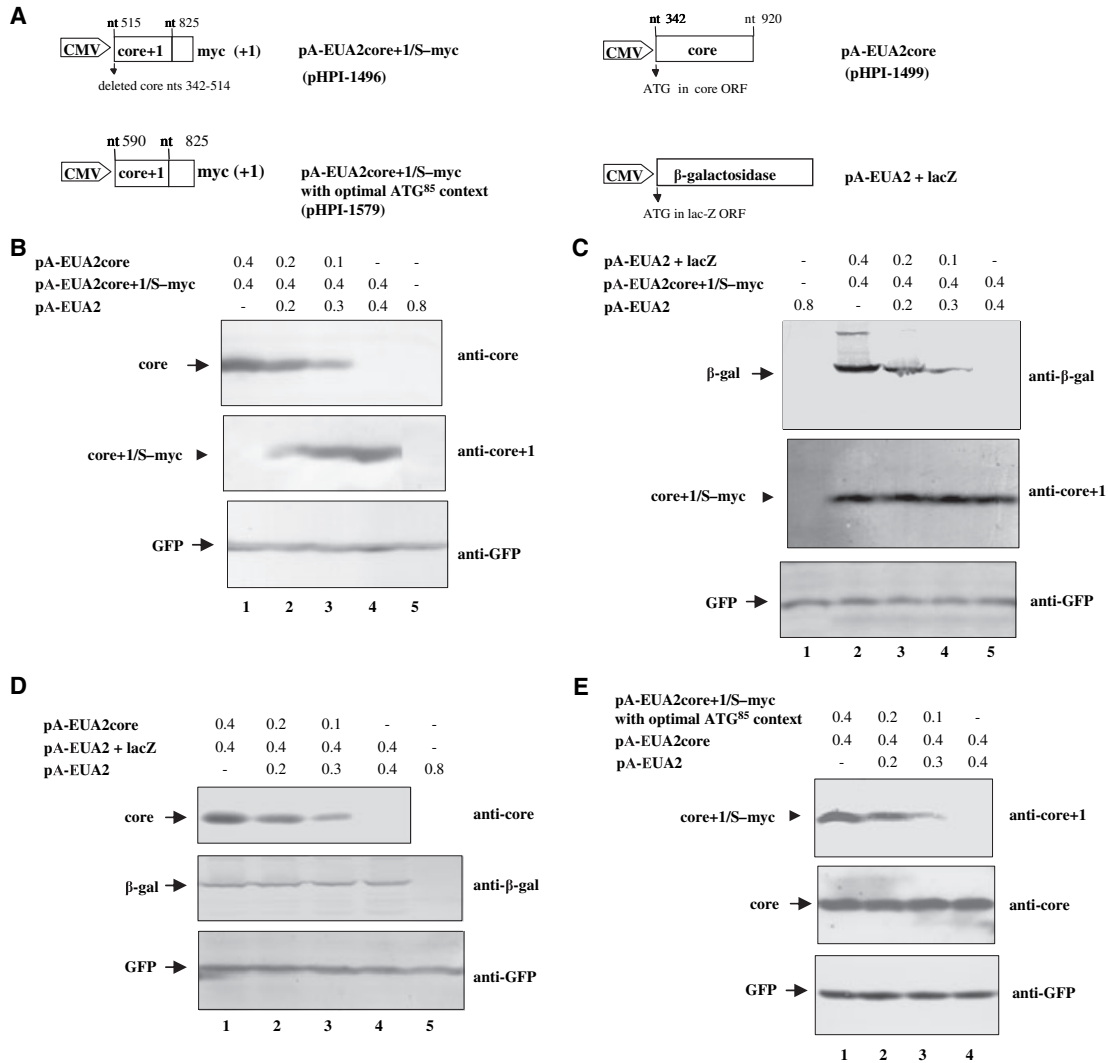 A
nt 515 nt 825
CMV core+1 myc (+1) pA-EUA2core+1/S–myc
(pHPI-1496)
deleted core nts 342-514
nt 342 nt 920
CMV core pA-EUA2core
(pHPI-1499)
ATG in core ORF
nt 590 nt 825
CMV core+1 myc (+1) pA-EUA2core+1/S–myc
with optimal ATG85 context
(pHPI-1579)
CMV β-galactosidase pA-EUA2 + lacZ
ATG in lac-Z ORF
B
pA-EUA2core 0.4 0.2 0.1 - -
pA-EUA2core+1/S–myc 0.4 0.4 0.4 0.4 -
pA-EUA2 - 0.2 0.3 0.4 0.8
core anti-core
core+1/S–myc anti-core+1
GFP anti-GFP
1 2 3 4 5
C
pA-EUA2 + lacZ - 0.4 0.2 0.1 -
pA-EUA2core+1/S–myc - 0.4 0.4 0.4 0.4
pA-EUA2 0.8 - 0.2 0.3 0.4
β-gal anti-β-gal
core+1/S–myc anti-core+1
GFP anti-GFP
1 2 3 4 5
D
pA-EUA2core 0.4 0.2 0.1 - -
pA-EUA2 + lacZ 0.4 0.4 0.4 0.4 -
pA-EUA2 - 0.2 0.3 0.4 0.8
core anti-core
β-gal anti-β-gal
GFP anti-GFP
1 2 3 4 5
E
pA-EUA2core+1/S–myc
with optimal ATG85 context 0.4 0.2 0.1 -
pA-EUA2core 0.4 0.4 0.4 0.4
pA-EUA2 - 0.2 0.3 0.4
core+1/S–myc anti-core+1
core anti-core
GFP anti-GFP
1 2 3 4